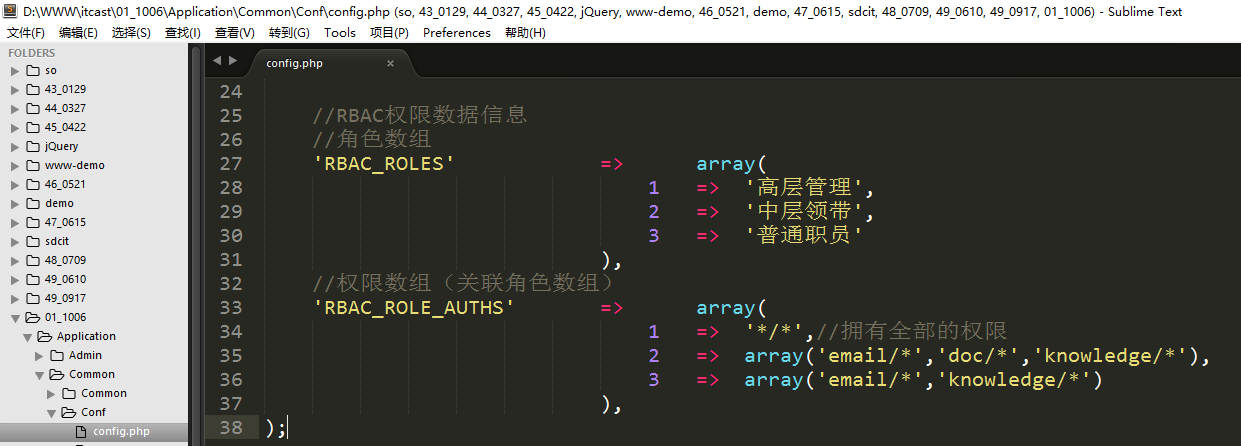 D:\WWW\itcast\01_1006\Application\Common\Conf\config.php (so, 43_0129, 44_0327, 45_0422, jQuery, www-demo, 46_0521, demo, 47_0615, sdcit, 48_0709, 49_0610, 49_0917, 01_1006) - Sublime Text
文件(F) 编辑(E) 选择(S) 查找(I) 查看(V) 转到(G) Tools 项目(P) Preferences 帮助(H)
FOLDERS
so
43_0129
44_0327
45_0422
jQuery
www-demo
46_0521
demo
47_0615
sdcit
48_0709
49_0610
49_0917
01_1006
Application
Admin
Common
Common
Conf
config.php
config.php ×
24
25 //RBAC权限数据信息
26 //角色数组
27 'RBAC_ROLES' => array(
28 1 => '高层管理',
29 2 => '中层领带',
30 3 => '普通职员'
31 ),
32 //权限数组（关联角色数组）
33 'RBAC_ROLE_AUTHS' => array(
34 1 => '*/*',//拥有全部的权限
35 2 => array('email/*','doc/*','knowledge/*'),
36 3 => array('email/*','knowledge/*')
37 ),
38 );